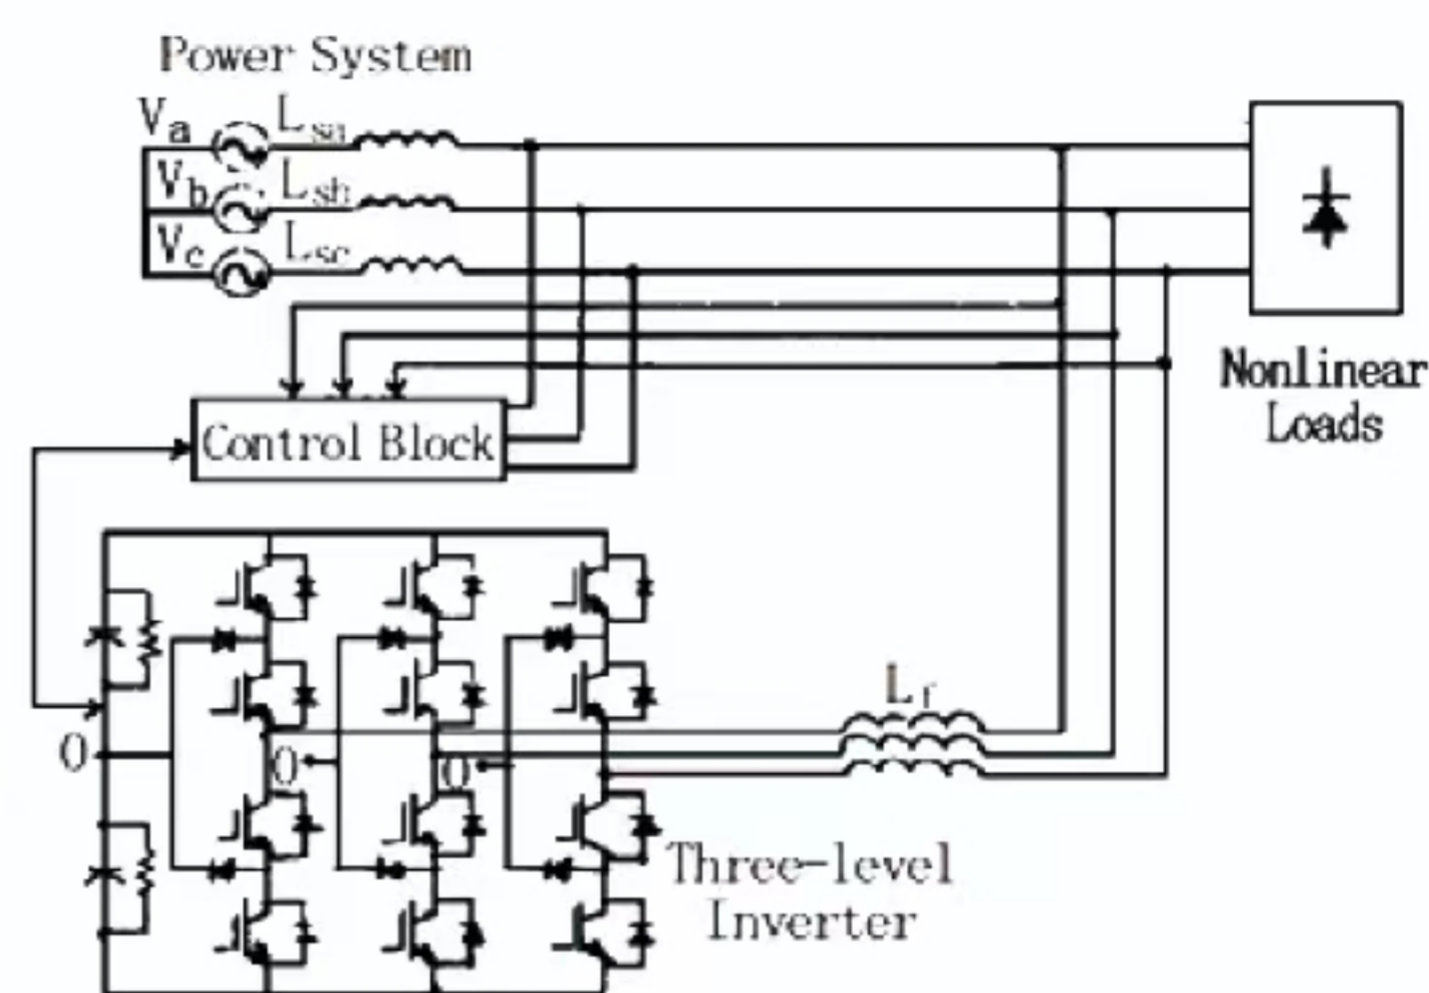 Power System
Va
Lsa
Vb
Lsb
Vc
Lsc
Nonlinear
Loads
Control Block
Lf
0
0
0
Three-level
Inverter